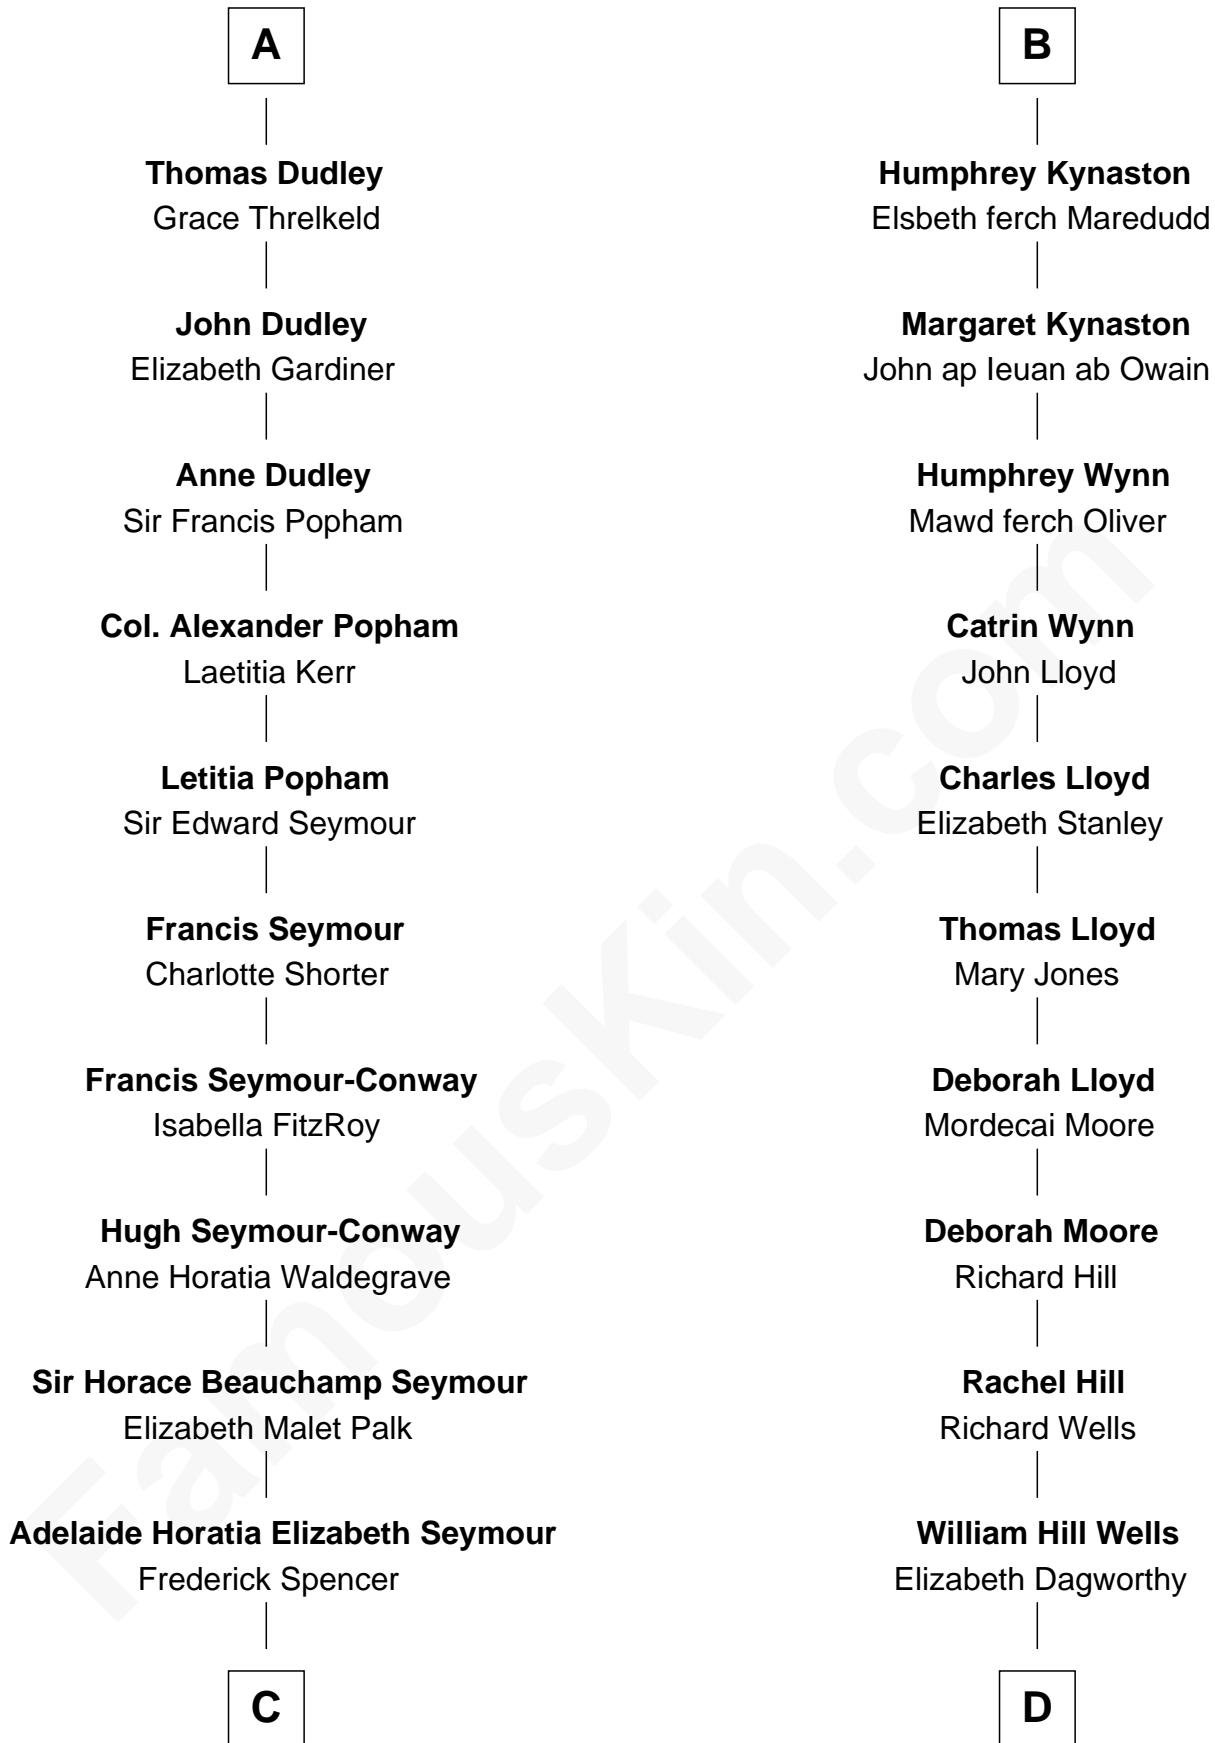 A
Thomas Dudley
Grace Threlkeld
John Dudley
Elizabeth Gardiner
Anne Dudley
Sir Francis Popham
Col. Alexander Popham
Laetitia Kerr
Letitia Popham
Sir Edward Seymour
Francis Seymour
Charlotte Shorter
Francis Seymour-Conway
Isabella FitzRoy
Hugh Seymour-Conway
Anne Horatia Waldegrave
Sir Horace Beauchamp Seymour
Elizabeth Malet Palk
Adelaide Horatia Elizabeth Seymour
Frederick Spencer
C
B
Humphrey Kynaston
Elsbeth ferch Maredudd
Margaret Kynaston
John ap Ieuan ab Owain
Humphrey Wynn
Mawd ferch Oliver
Catrin Wynn
John Lloyd
Charles Lloyd
Elizabeth Stanley
Thomas Lloyd
Mary Jones
Deborah Lloyd
Mordecai Moore
Deborah Moore
Richard Hill
Rachel Hill
Richard Wells
William Hill Wells
Elizabeth Dagworthy
D
FamousKin.com